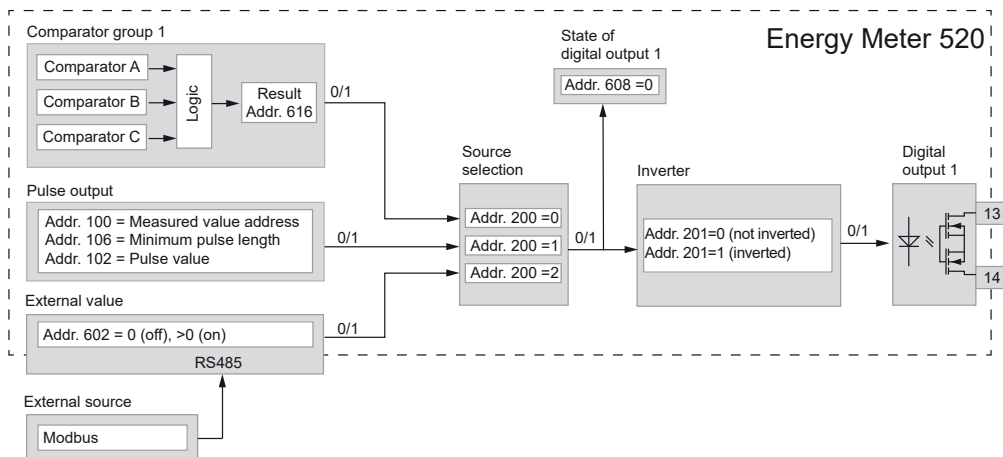 Energy Meter 520
Comparator group 1
Comparator A
Comparator B
Comparator C
Logic
Result
Addr. 616
0/1
State of
digital output 1
Addr. 608 =0
Pulse output
Addr. 100 = Measured value address
Addr. 106 = Minimum pulse length
Addr. 102 = Pulse value
0/1
Source
selection
Addr. 200 =0
Addr. 200 =1
Addr. 200 =2
0/1
Inverter
Addr. 201=0 (not inverted)
Addr. 201=1 (inverted)
0/1
Digital
output 1
13
14
External value
Addr. 602 = 0 (off), >0 (on)
RS485
0/1
External source
Modbus